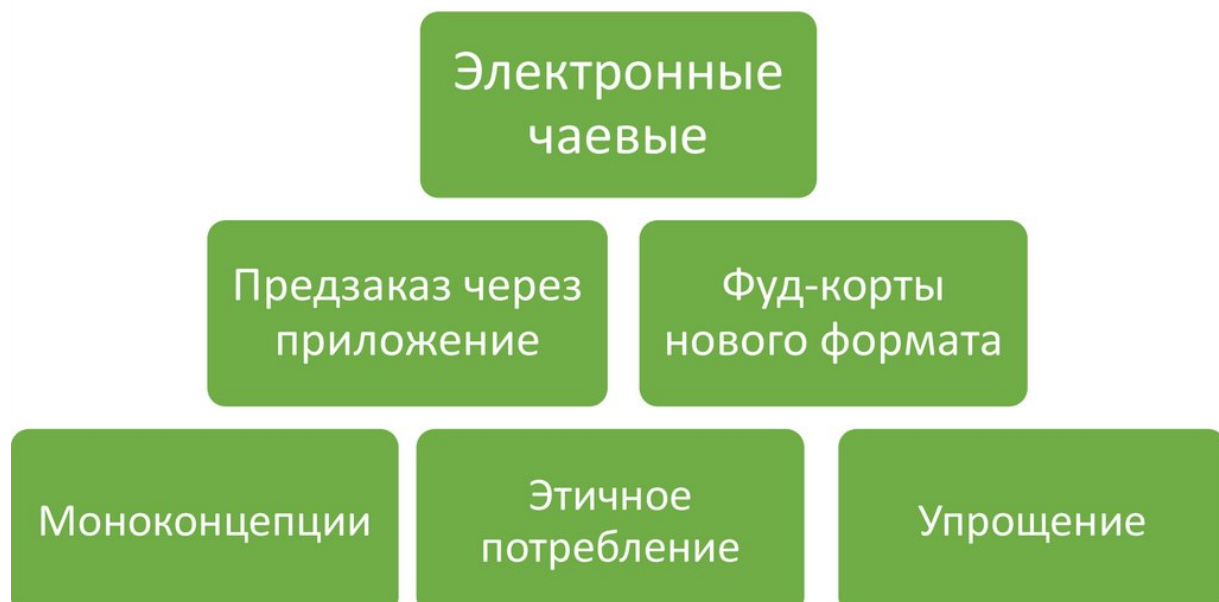 Электронные
чаевые
Предзаказ через
приложение
Фуд-корты
нового формата
Моноконцепции
Этичное
потребление
Упрощение